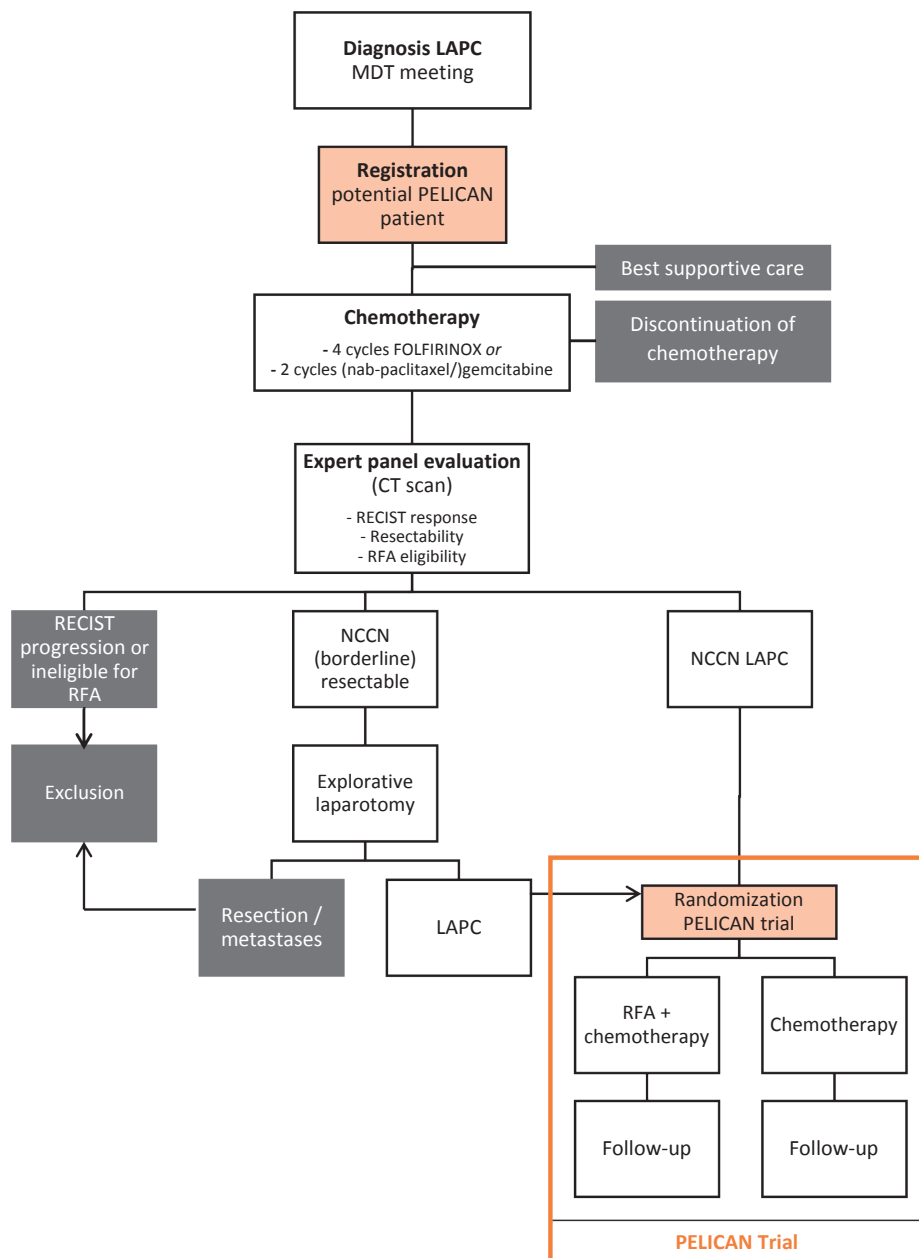 Diagnosis LAPC
MDT meeting
Registration
potential PELICAN
patient
Best supportive care
Chemotherapy
- 4 cycles FOLFIRINOX or
- 2 cycles (nab-paclitaxel/)gemcitabine
Discontinuation of
chemotherapy
Expert panel evaluation
(CT scan)
- RECIST response
- Resectability
- RFA eligibility
RECIST
progression or
ineligible for
RFA
NCCN
(borderline)
resectable
NCCN LAPC
Exclusion
Explorative
laparotomy
Resection /
metastases
LAPC
Randomization
PELICAN trial
RFA +
chemotherapy
Chemotherapy
Follow-up
Follow-up
PELICAN Trial